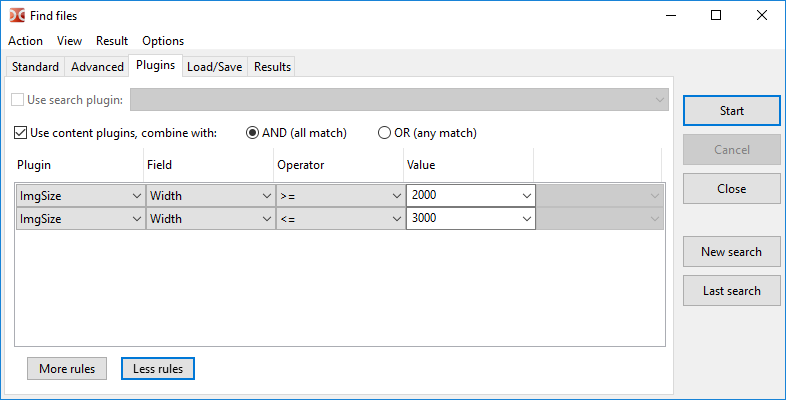 Find files
Action View Result Options
Standard Advanced Plugins Load/Save Results
Use search plugin:
Start
Use content plugins, combine with: AND (all match) OR (any match)
Cancel
Plugin Field Operator Value
Close
ImgSize Width >= 2000
ImgSize Width <= 3000
New search
Last search
More rules Less rules